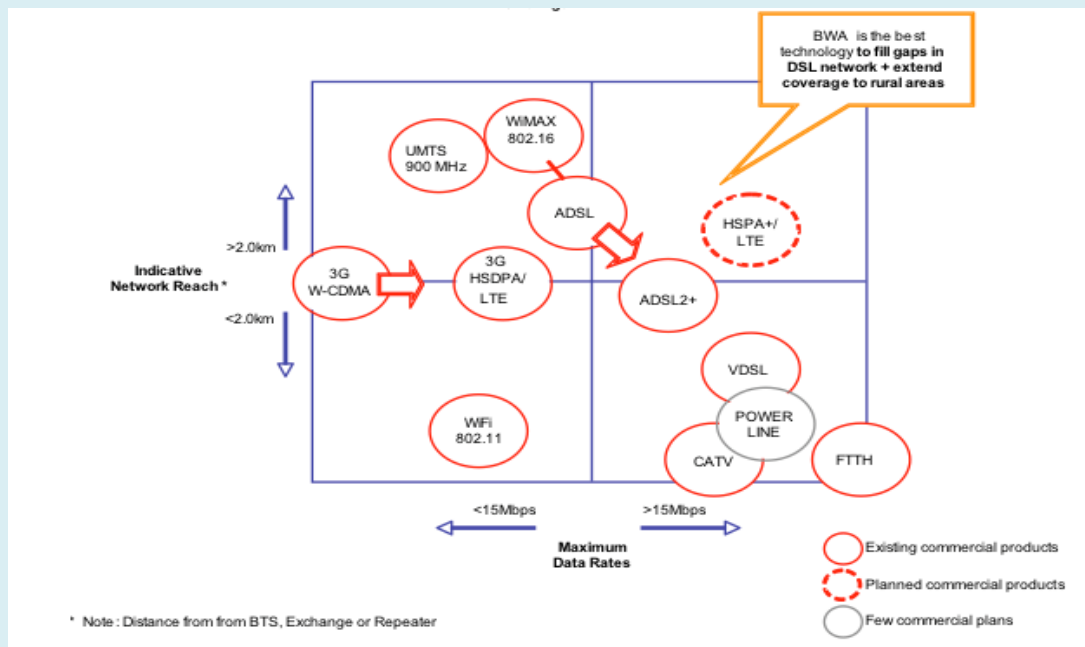 BWA is the best
technology to fill gaps in
DSL network + extend
coverage to rural areas
WiMAX
802.16
UMTS
900 MHz
ADSL
HSPA+/
LTE
>2.0km
Indicative
Network Reach *
<2.0km
3G
W-CDMA
3G
HSDPA/
LTE
ADSL2+
VDSL
POWER
LINE
WiFi
802.11
CATV
FTTH
<15Mbps
>15Mbps
Maximum
Data Rates
Existing commercial products
Planned commercial products
Few commercial plans
* Note : Distance from from BTS, Exchange or Repeater